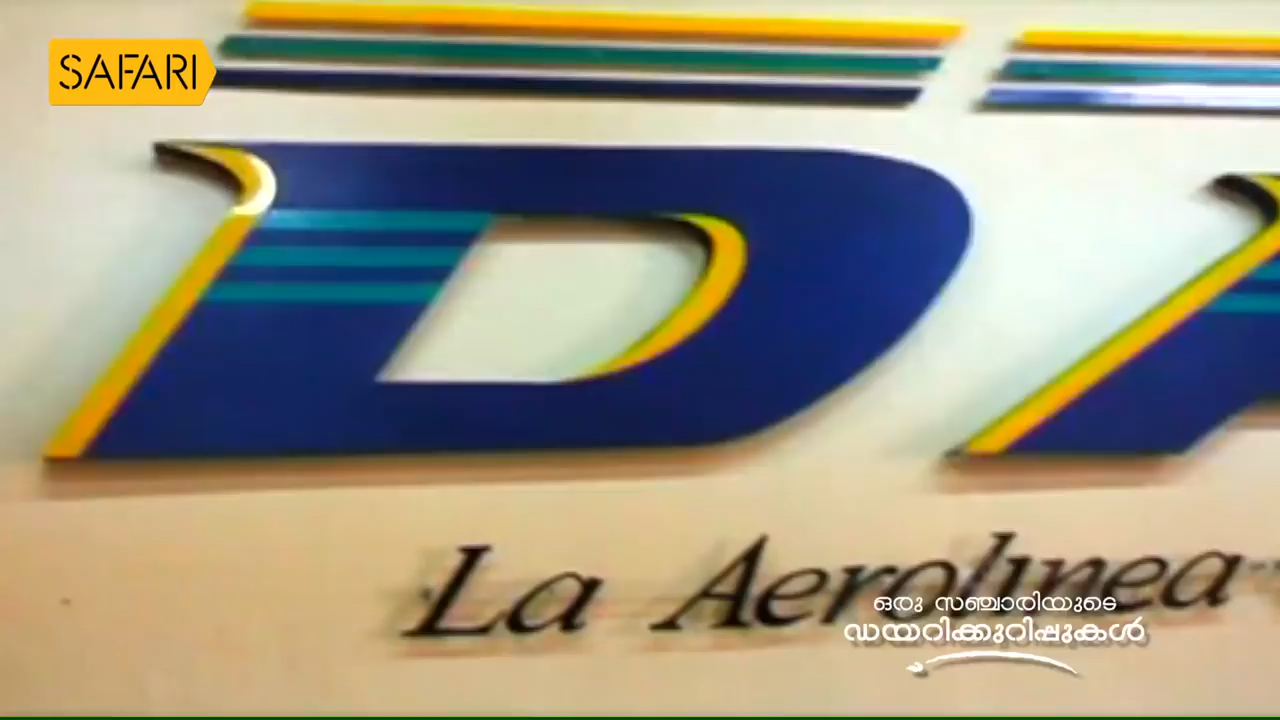 SAFARI
D
La Aerolinea
ഒരു സഞ്ചാരിയുടെ
ഡയറിക്കുറിപ്പുകൾ